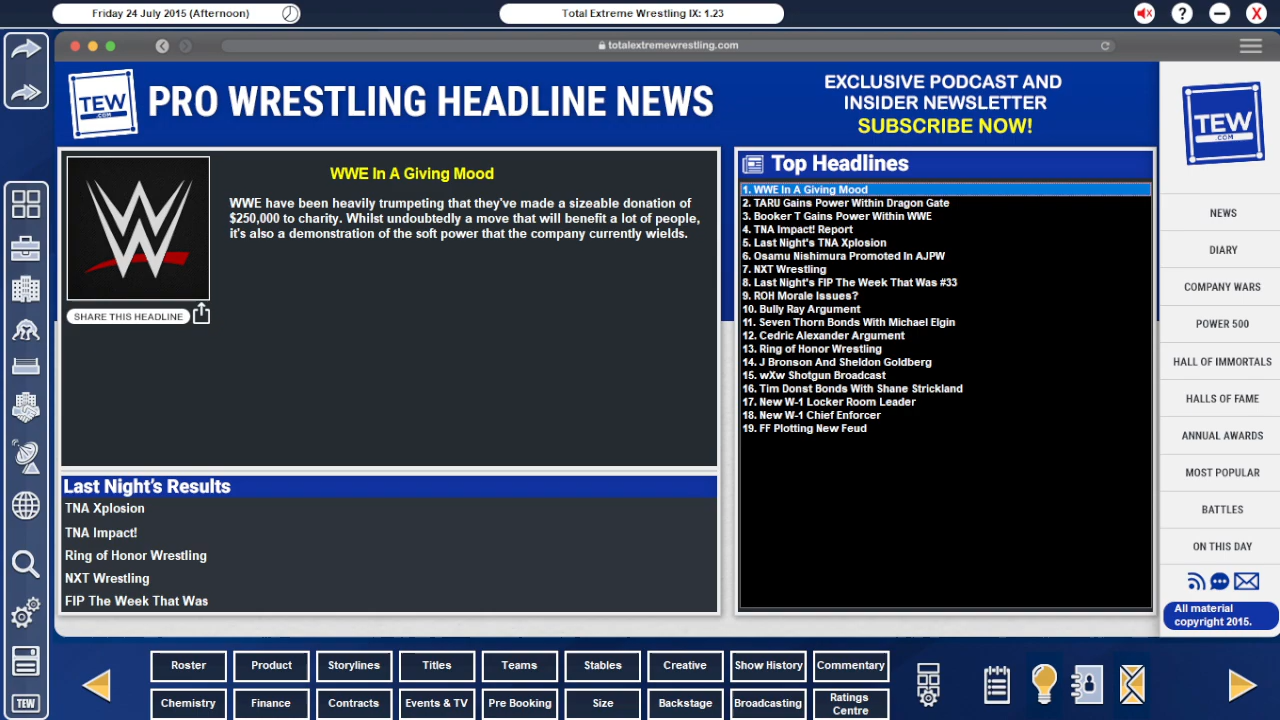 Friday 24 July 2015 (Afternoon)
Total Extreme Wrestling IX: 1.23
? X
totalextremewrestling.com
TEW
.COM
PRO WRESTLING HEADLINE NEWS
EXCLUSIVE PODCAST AND
INSIDER NEWSLETTER
SUBSCRIBE NOW!
TEW
.COM
WWE In A Giving Mood
WWE have been heavily trumpeting that they've made a sizeable donation of
$250,000 to charity. Whilst undoubtedly a move that will benefit a lot of people,
it's also a demonstration of the soft power that the company currently wields.
SHARE THIS HEADLINE
Last Night's Results
TNA Xplosion
TNA Impact!
Ring of Honor Wrestling
NXT Wrestling
FIP The Week That Was
Top Headlines
1. WWE In A Giving Mood
2. TARU Gains Power Within Dragon Gate
3. Booker T Gains Power Within WWE
4. TNA Impact! Report
5. Last Night's TNA Xplosion
6. Osamu Nishimura Promoted In AJPW
7. NXT Wrestling
8. Last Night's FIP The Week That Was #33
9. ROH Morale Issues?
10. Bully Ray Argument
11. Seven Thorn Bonds With Michael Elgin
12. Cedric Alexander Argument
13. Ring of Honor Wrestling
14. J Bronson And Sheldon Goldberg
15. wXw Shotgun Broadcast
16. Tim Donst Bonds With Shane Strickland
17. New W-1 Locker Room Leader
18. New W-1 Chief Enforcer
19. FF Plotting New Feud
NEWS
DIARY
COMPANY WARS
POWER 500
HALL OF IMMORTALS
HALLS OF FAME
ANNUAL AWARDS
MOST POPULAR
BATTLES
ON THIS DAY
All material
copyright 2015.
Roster
Product
Storylines
Titles
Teams
Stables
Creative
Show History
Commentary
Chemistry
Finance
Contracts
Events & TV
Pre Booking
Size
Backstage
Broadcasting
Ratings
Centre
TEW